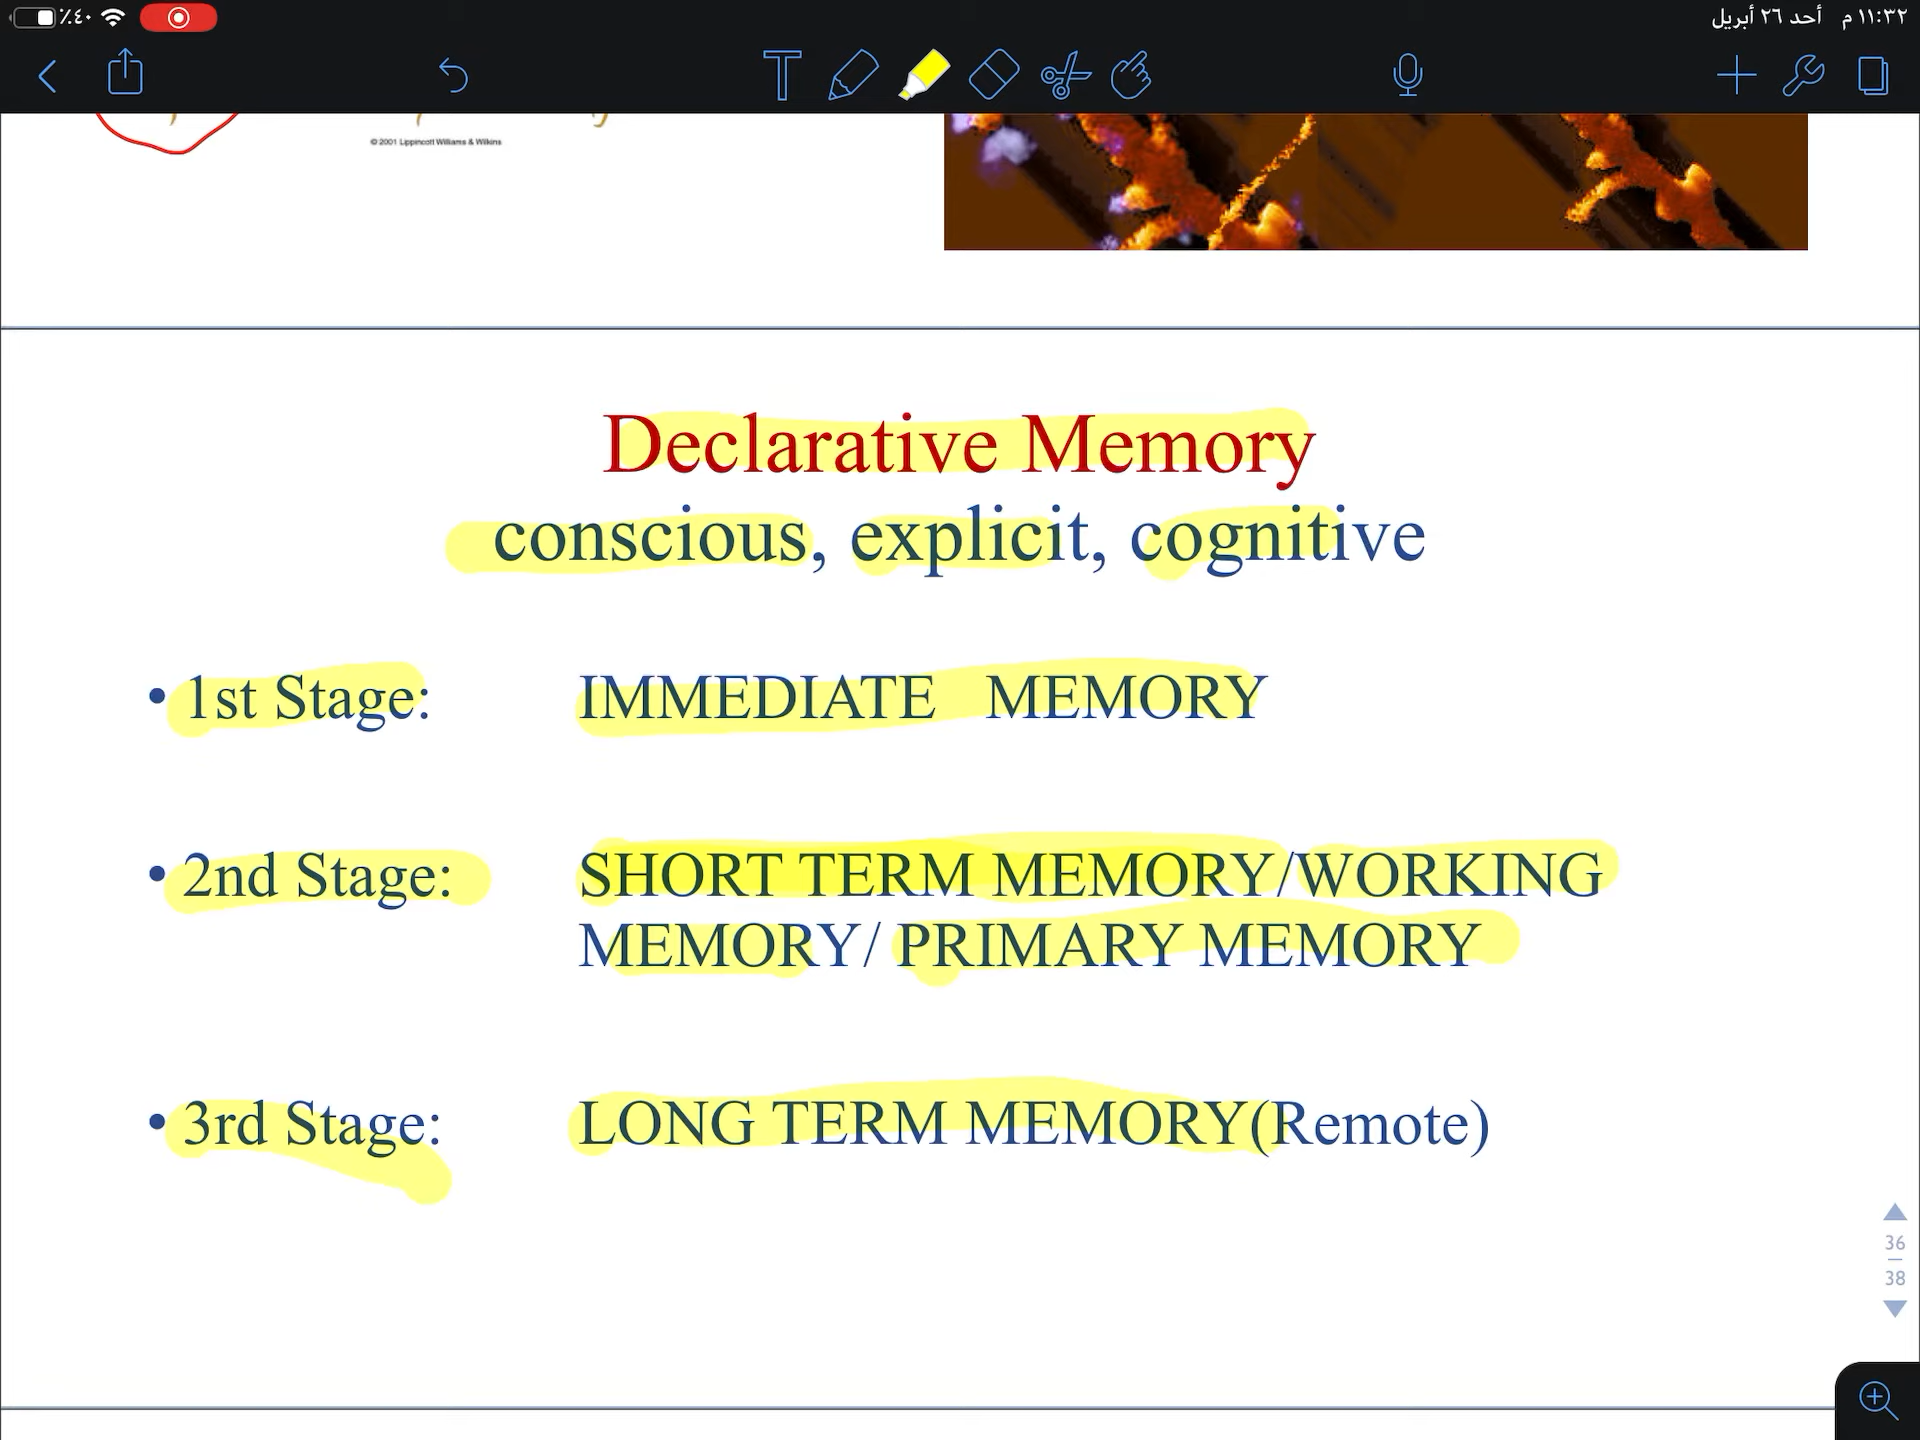 ٪٤٠
أحد ٢٦ أبريل ١١:٣٢ م
© 2001 Lippincott Williams & Wilkins
Declarative Memory
conscious, explicit, cognitive
• 1st Stage: IMMEDIATE MEMORY
• 2nd Stage: SHORT TERM MEMORY/WORKING
MEMORY/ PRIMARY MEMORY
• 3rd Stage: LONG TERM MEMORY(Remote)
36
38